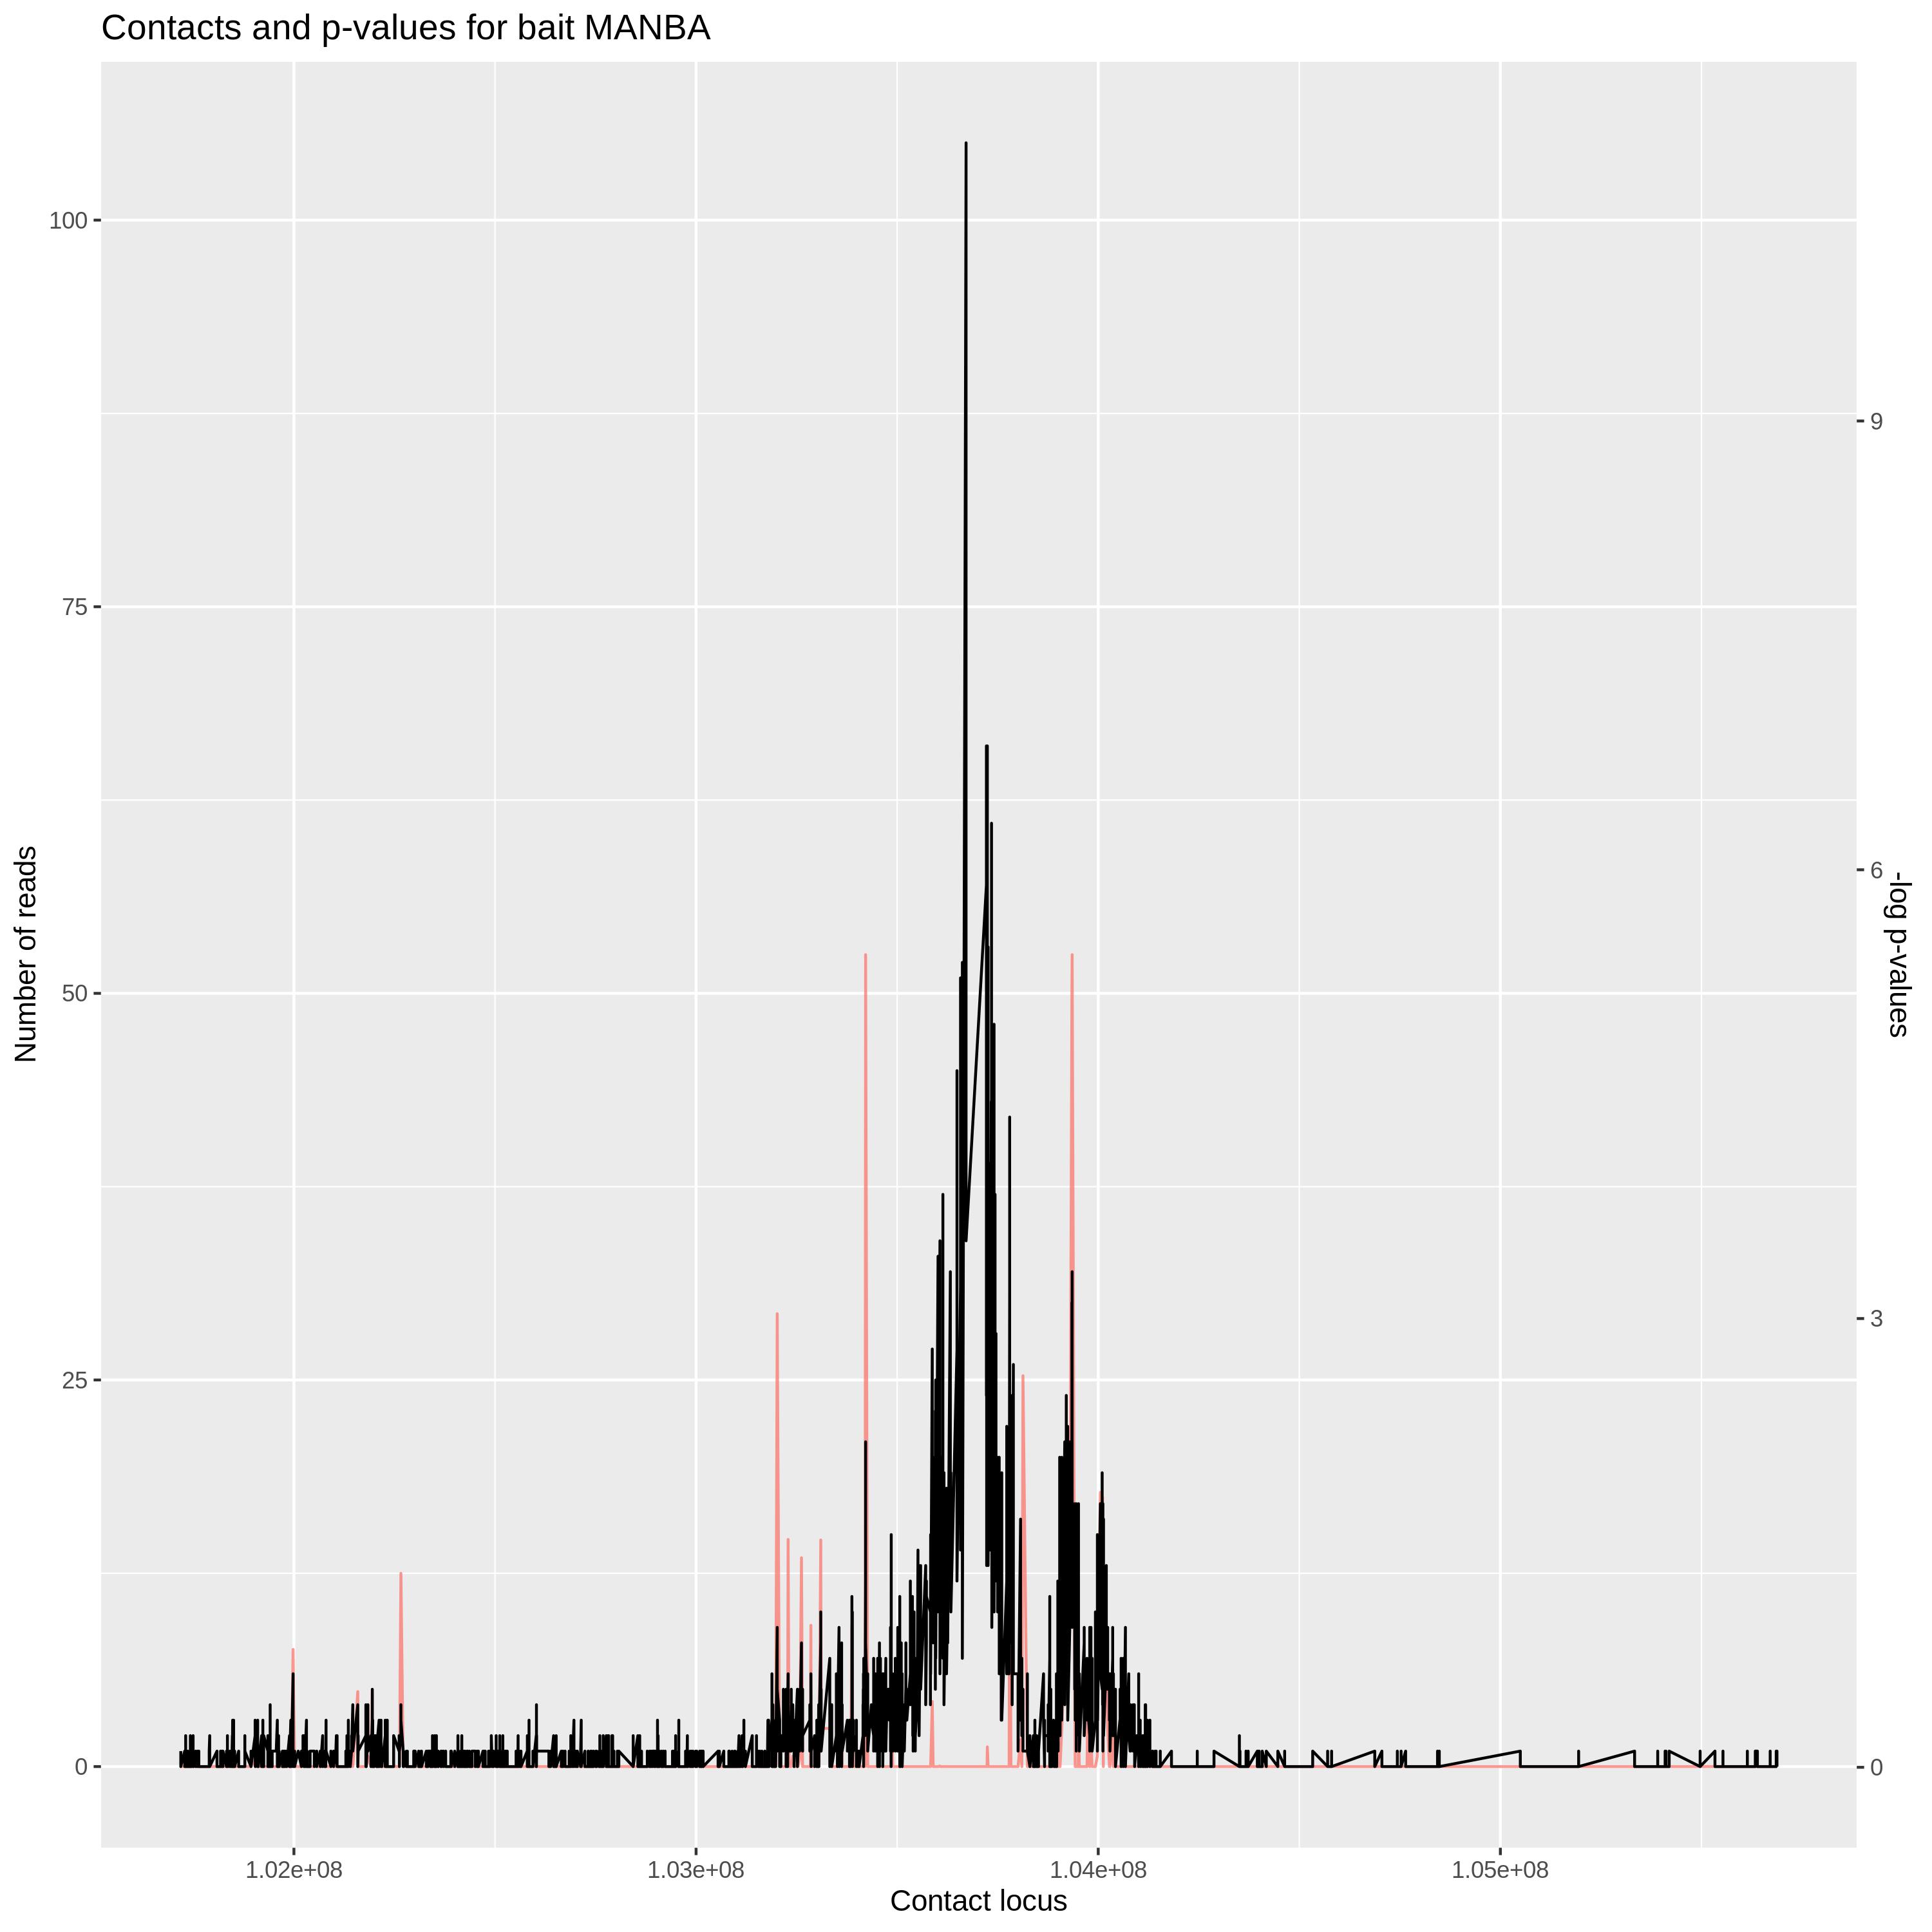 Contacts and p-values for bait MANBA
Number of reads
100
75
50
25
0
9
6
3
0
-log p-values
1.02e+08
1.03e+08
1.04e+08
1.05e+08
Contact locus